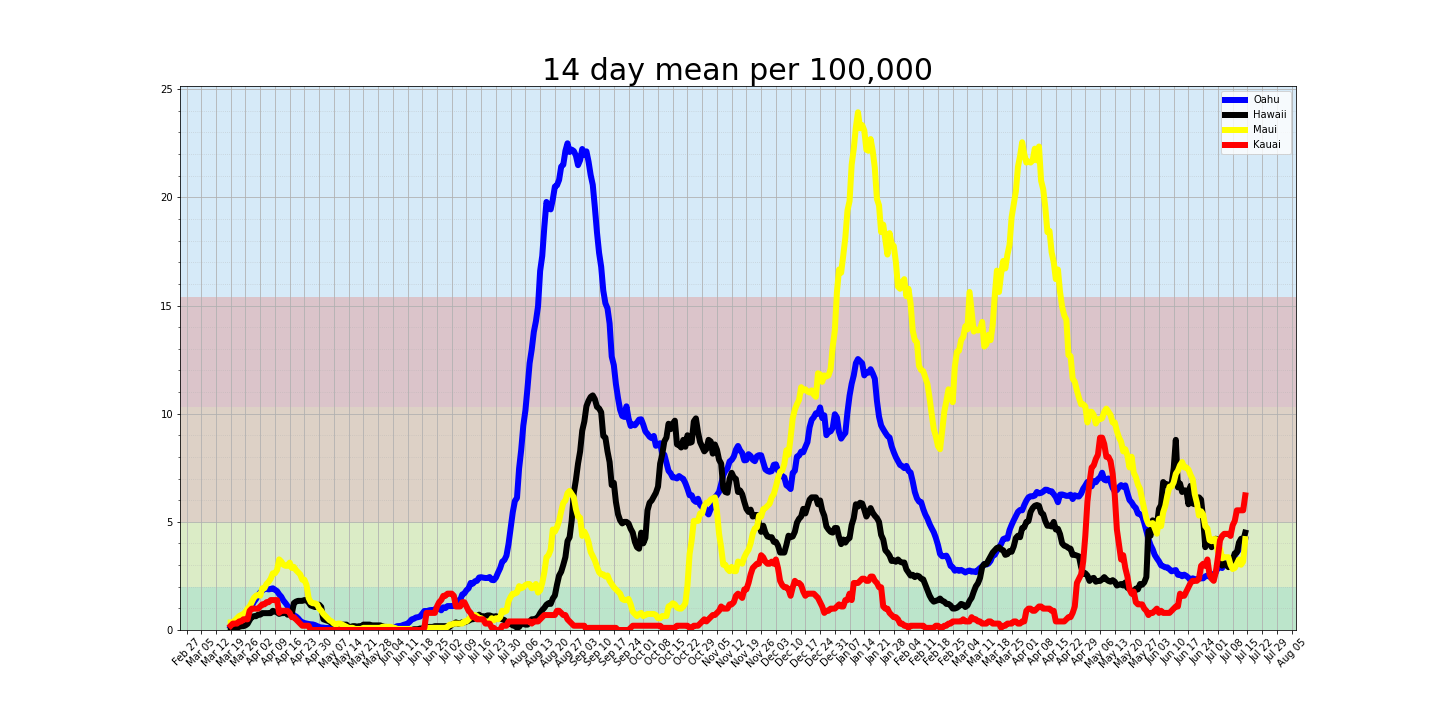 14 day mean per 100,000
25
20
15
10
5
0
Oahu
Hawaii
Maui
Kauai
Feb 27
Mar 05
Mar 12
Mar 19
Mar 26
Apr 02
Apr 09
Apr 16
Apr 23
Apr 30
May 07
May 14
May 21
May 28
Jun 04
Jun 11
Jun 18
Jun 25
Jul 02
Jul 09
Jul 16
Jul 23
Jul 30
Aug 06
Aug 13
Aug 20
Aug 27
Sep 03
Sep 10
Sep 17
Sep 24
Oct 01
Oct 08
Oct 15
Oct 22
Oct 29
Nov 05
Nov 12
Nov 19
Nov 26
Dec 03
Dec 10
Dec 17
Dec 24
Dec 31
Jan 07
Jan 14
Jan 21
Jan 28
Feb 04
Feb 11
Feb 18
Feb 25
Mar 04
Mar 11
Mar 18
Mar 25
Apr 01
Apr 08
Apr 15
Apr 22
Apr 29
May 06
May 13
May 20
May 27
Jun 03
Jun 10
Jun 17
Jun 24
Jul 01
Jul 08
Jul 15
Jul 22
Jul 29
Aug 05